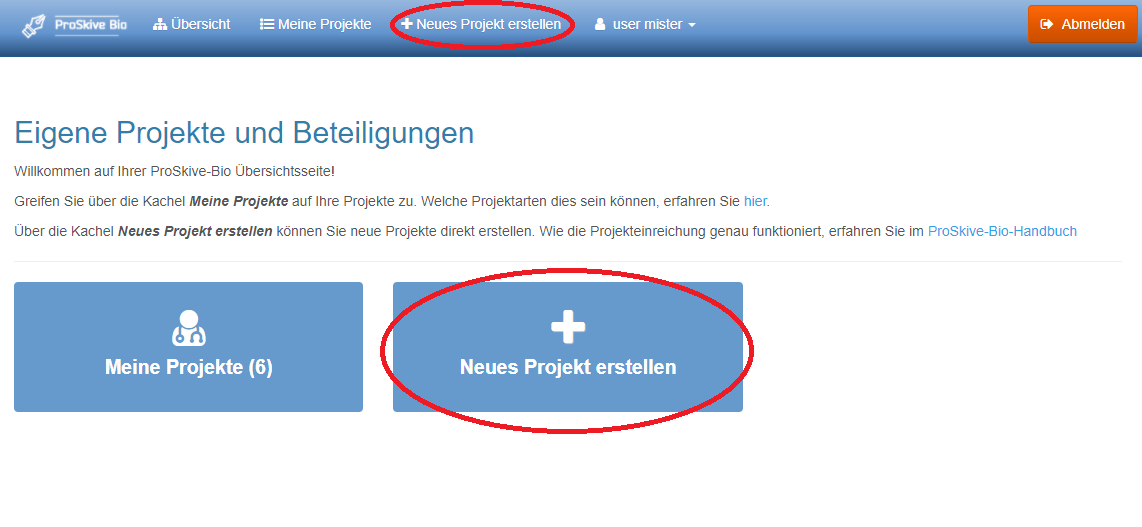 ProSkive Bio Übersicht Meine Projekte Neues Projekt erstellen user mister Abmelden
Eigene Projekte und Beteiligungen
Willkommen auf Ihrer ProSkive-Bio Übersichtsseite!
Greifen Sie über die Kachel Meine Projekte auf Ihre Projekte zu. Welche Projektarten dies sein können, erfahren Sie hier.
Über die Kachel Neues Projekt erstellen können Sie neue Projekte direkt erstellen. Wie die Projekteinreichung genau funktioniert, erfahren Sie im ProSkive-Bio-Handbuch
Meine Projekte (6) Neues Projekt erstellen